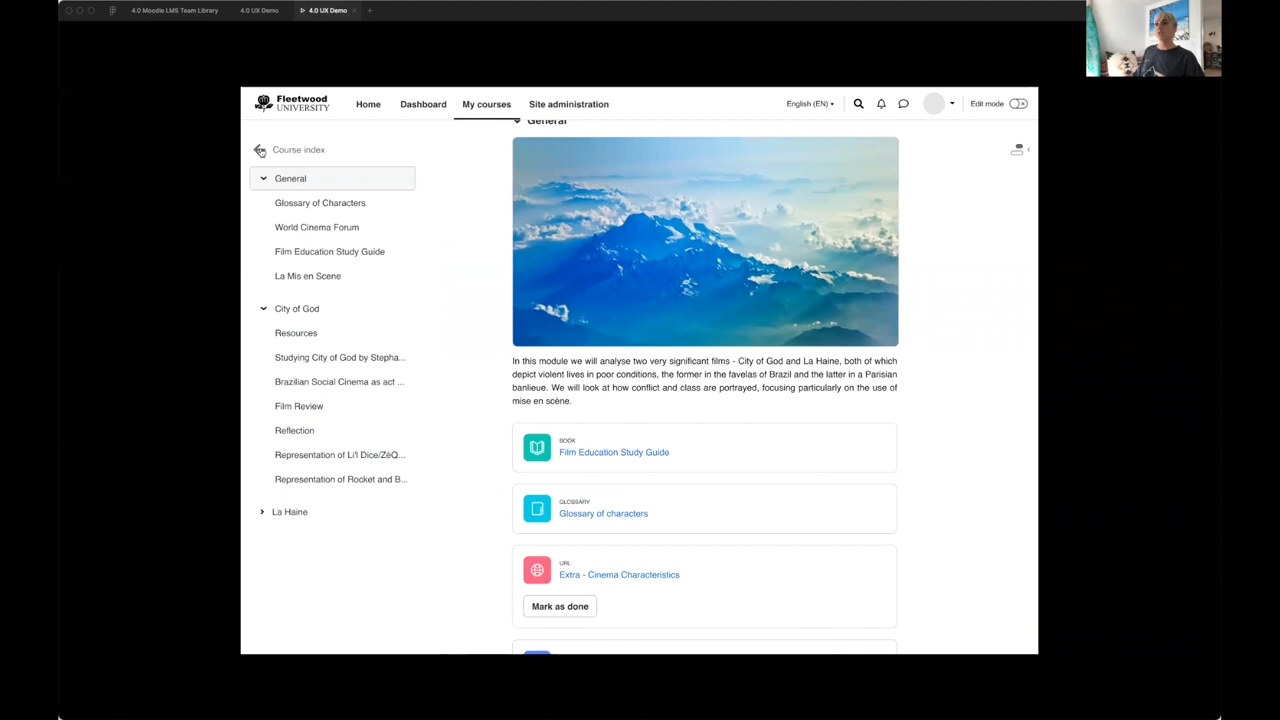 4.0 Moodle LMS Team Library
4.0 UX Demo
4.0 UX Demo
Fleetwood
UNIVERSITY
Home
Dashboard
My courses
Site administration
English (EN)
Edit mode
Course index
General
Glossary of Characters
World Cinema Forum
Film Education Study Guide
La Mis en Scene
City of God
Resources
Studying City of God by Stepha...
Brazilian Social Cinema as act ...
Film Review
Reflection
Representation of Li'l Dice/ZéQ...
Representation of Rocket and B...
La Haine
General
In this module we will analyse two very significant films - City of God and La Haine, both of which
depict violent lives in poor conditions, the former in the favelas of Brazil and the latter in a Parisian
banlieue. We will look at how conflict and class are portrayed, focusing particularly on the use of
mise en scène.
BOOK
Film Education Study Guide
GLOSSARY
Glossary of characters
URL
Extra - Cinema Characteristics
Mark as done